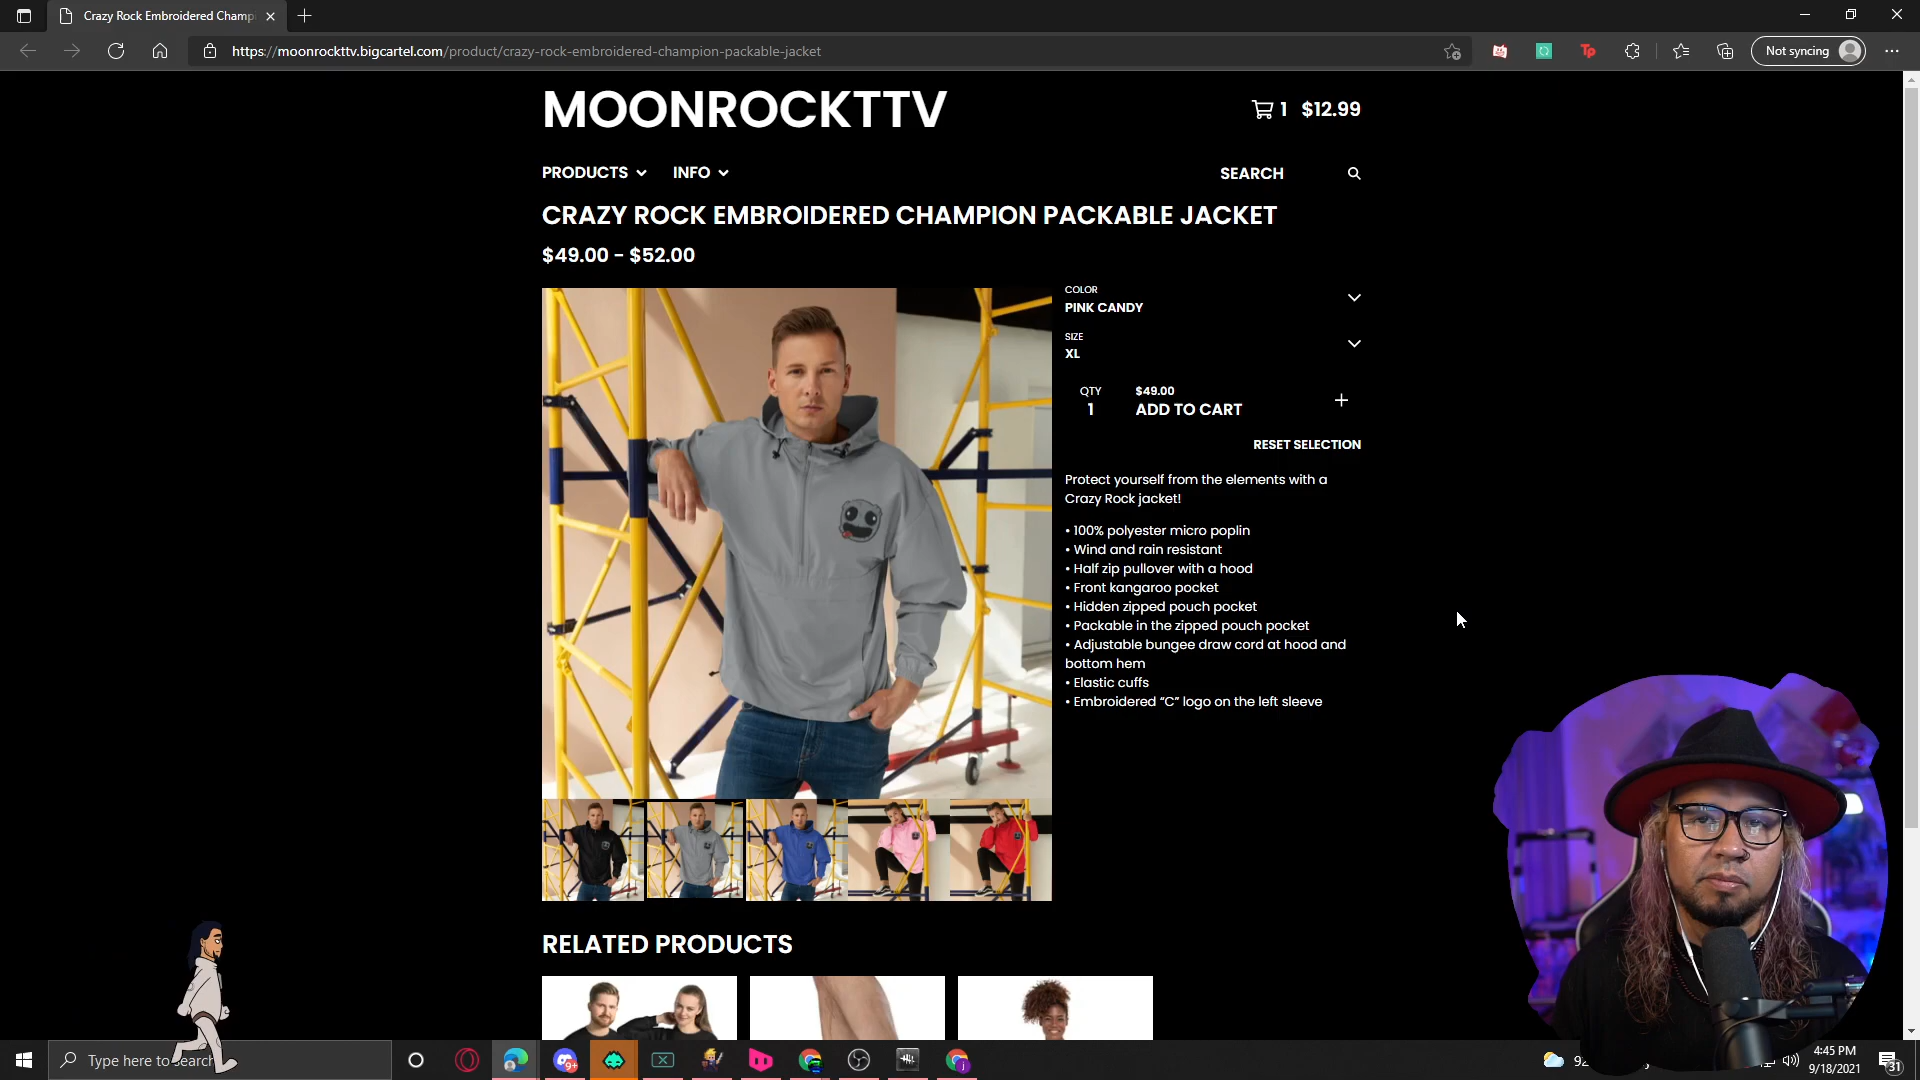 Crazy Rock Embroidered Champ
https://moonrockttv.bigcartel.com/product/crazy-rock-embroidered-champion-packable-jacket
Not syncing
MOONROCKTTV
1 $12.99
PRODUCTS INFO
SEARCH
CRAZY ROCK EMBROIDERED CHAMPION PACKABLE JACKET
$49.00 - $52.00
COLOR
PINK CANDY
SIZE
XL
QTY
1
$49.00
ADD TO CART
RESET SELECTION
Protect yourself from the elements with a
Crazy Rock jacket!
• 100% polyester micro poplin
• Wind and rain resistant
• Half zip pullover with a hood
• Front kangaroo pocket
• Hidden zipped pouch pocket
• Packable in the zipped pouch pocket
• Adjustable bungee draw cord at hood and
bottom hem
• Elastic cuffs
• Embroidered “C” logo on the left sleeve
RELATED PRODUCTS
Type here to search
4:45 PM
9/18/2021
31